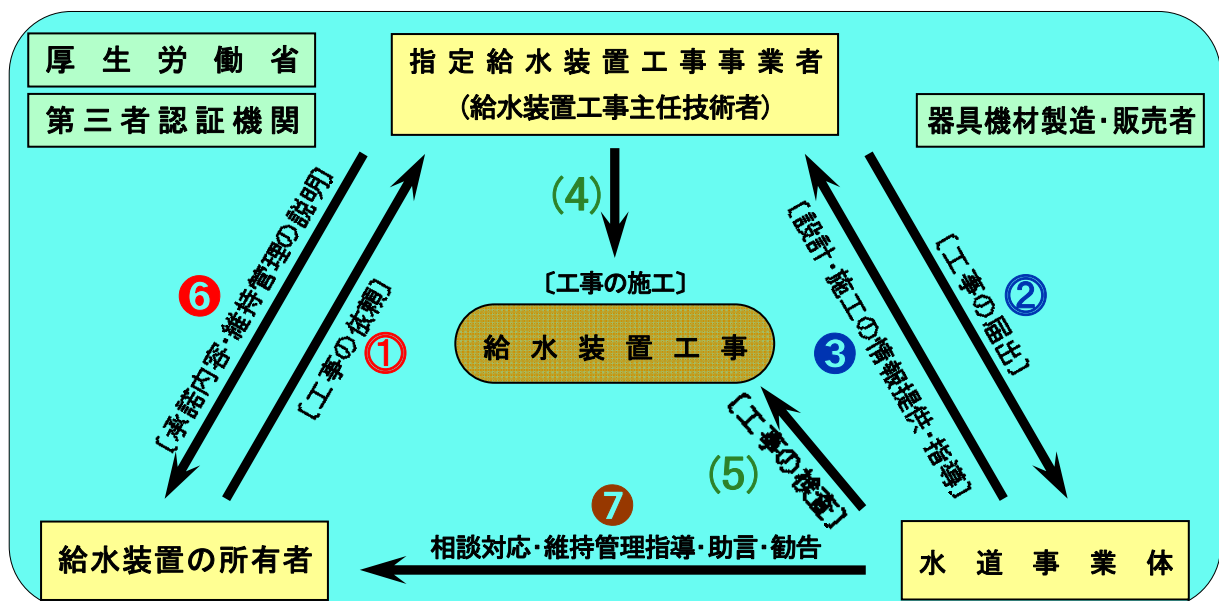 厚生労働省
第三者認証機関
指定給水装置工事事業者
(給水装置工事主任技術者)
器具機材製造・販売者
(4)
〔工事の施工〕
給水装置工事
❻
〔承諾内容・維持管理の説明〕
①
〔工事の依頼〕
❸
〔設計・施工の情報提供・指導〕
②
〔工事の届出〕
(5)
〔工事の検査〕
❼
相談対応・維持管理指導・助言・勧告
給水装置の所有者
水道事業体